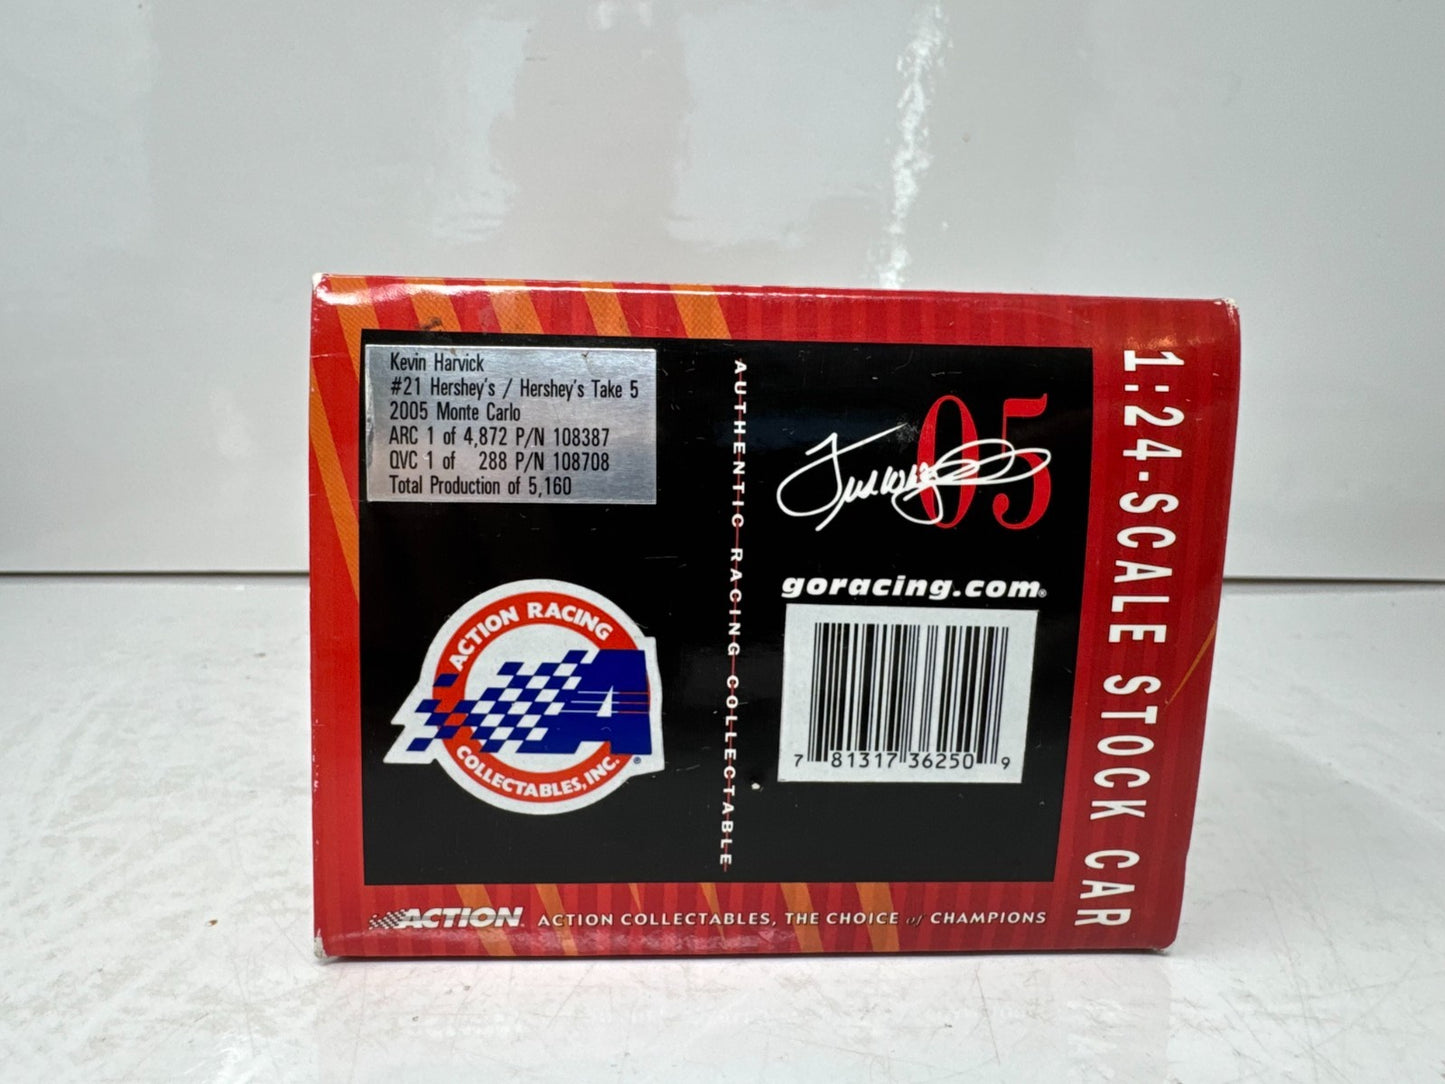 Kevin Harvick
#21 Hershey's / Hershey's Take 5
2005 Monte Carlo
ARC 1 of 4,872 P/N 108387
QVC 1 of 288 P/N 108708
Total Production of 5,160
ACTION RACING
COLLECTABLES, INC.
®
AUTHENTIC RACING COLLECTABLE
05
goracing.com®
7 81317 36250 9
1:24-SCALE STOCK CAR
ACTION
ACTION COLLECTABLES, THE CHOICE of CHAMPIONS